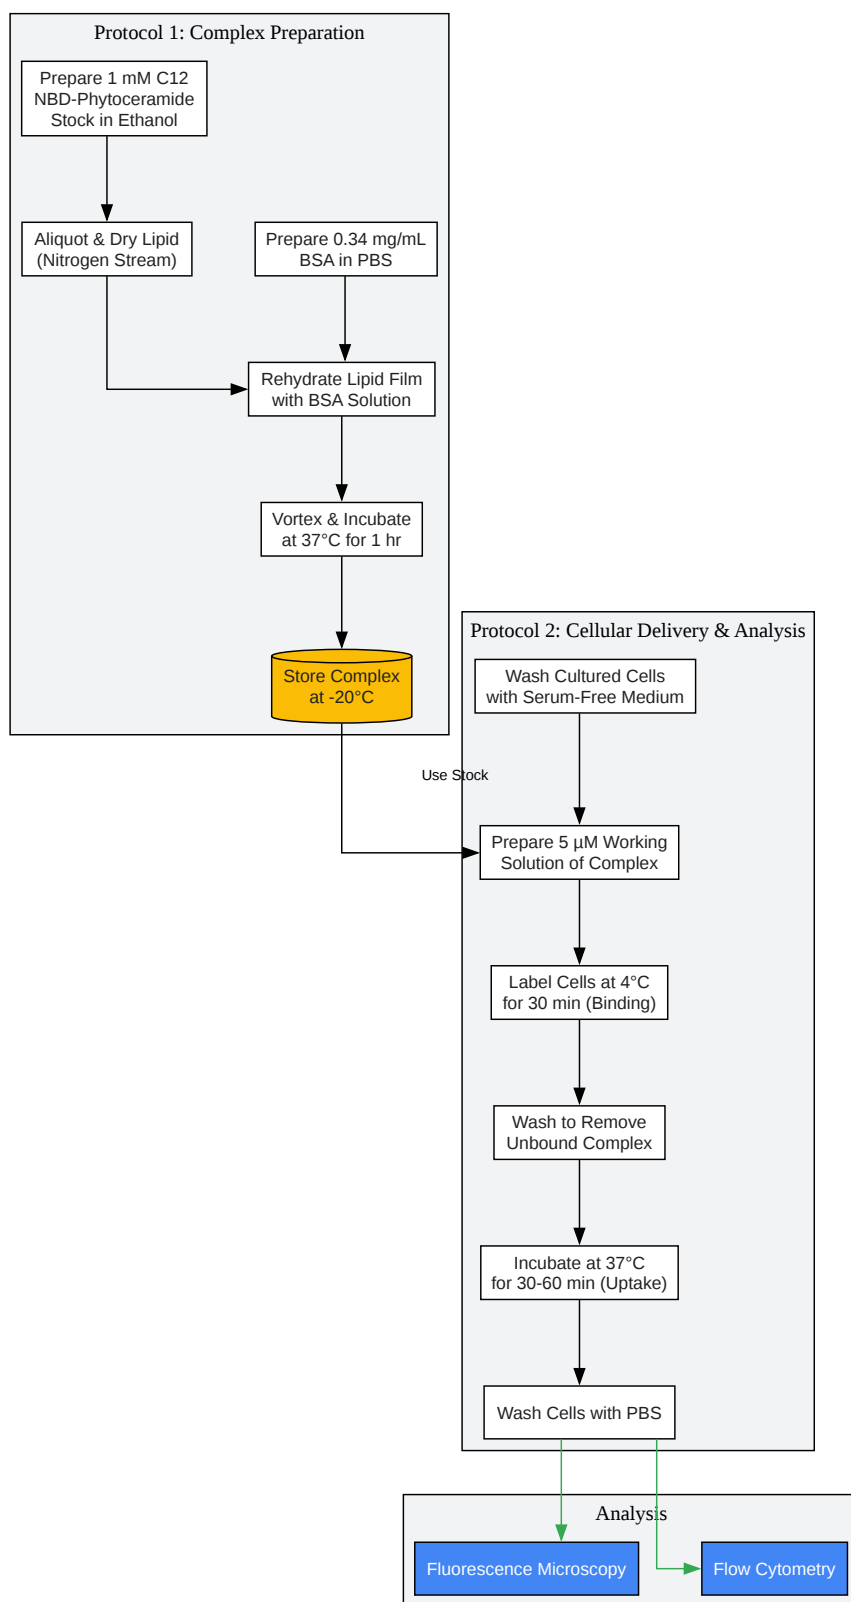 Protocol 1: Complex Preparation
Prepare 1 mM C12
NBD-Phytoceramide
Stock in Ethanol
Aliquot & Dry Lipid
(Nitrogen Stream)
Prepare 0.34 mg/mL
BSA in PBS
Rehydrate Lipid Film
with BSA Solution
Vortex & Incubate
at 37°C for 1 hr
Store Complex
at -20°C
Use Stock
Protocol 2: Cellular Delivery & Analysis
Wash Cultured Cells
with Serum-Free Medium
Prepare 5 µM Working
Solution of Complex
Label Cells at 4°C
for 30 min (Binding)
Wash to Remove
Unbound Complex
Incubate at 37°C
for 30-60 min (Uptake)
Wash Cells with PBS
Analysis
Fluorescence Microscopy
Flow Cytometry